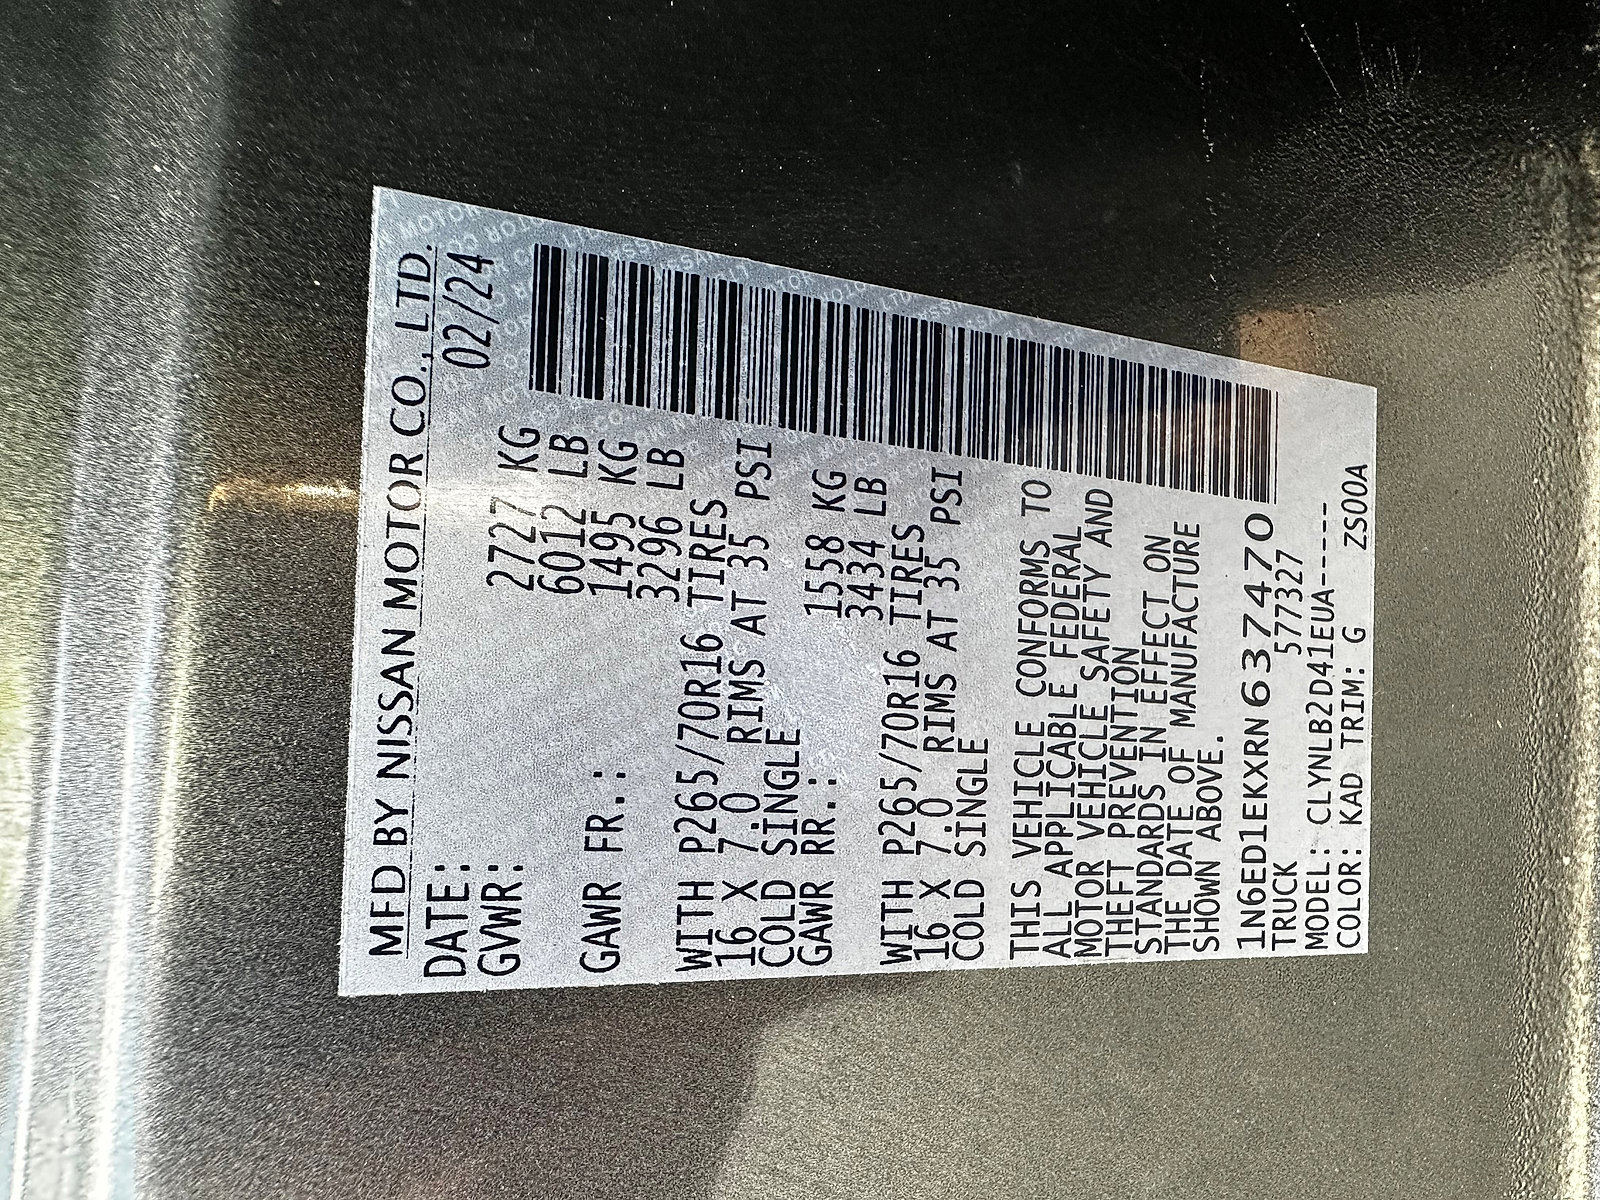 MFD BY NISSAN MOTOR CO., LTD.
DATE: 02/24
GVWR: 2727 KG
6012 LB
GAWR FR.: 1495 KG
3296 LB
WITH P265/70R16 TIRES
16 X 7.0 RIMS AT 35 PSI
COLD SINGLE
GAWR RR.: 1558 KG
3434 LB
WITH P265/70R16 TIRES
16 X 7.0 RIMS AT 35 PSI
COLD SINGLE
THIS VEHICLE CONFORMS TO
ALL APPLICABLE FEDERAL
MOTOR VEHICLE SAFETY AND
THEFT PREVENTION
STANDARDS IN EFFECT ON
THE DATE OF MANUFACTURE
SHOWN ABOVE.
1N6ED1EKXRN637470
TRUCK 577327
MODEL: CLYNLB2D41EUA-----
COLOR: KAD TRIM: G ZS00A